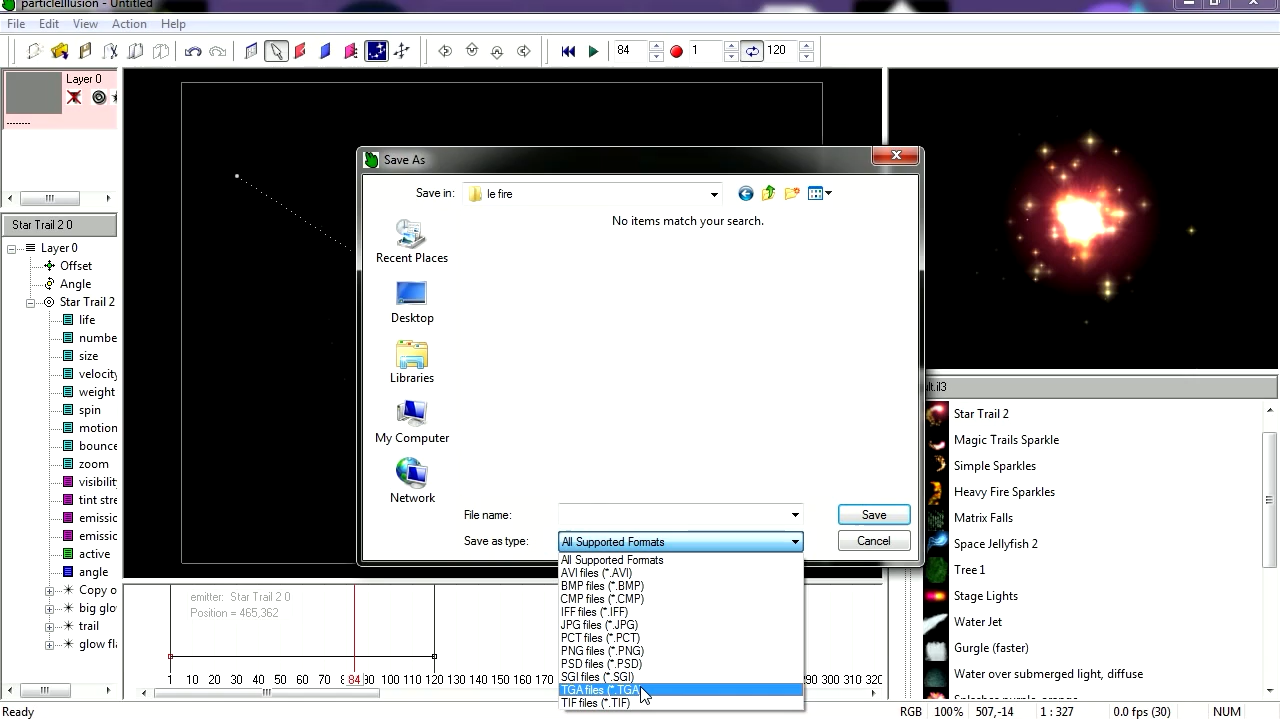 particleIllusion - Untitled
File Edit View Action Help
84 1 120
Layer 0
Save As
Save in: le fire
No items match your search.
Recent Places
Desktop
Libraries
My Computer
Network
File name:
Save
Save as type: All Supported Formats
Cancel
All Supported Formats
AVI files (*.AVI)
BMP files (*.BMP)
CMP files (*.CMP)
IFF files (*.IFF)
JPG files (*.JPG)
PCT files (*.PCT)
PNG files (*.PNG)
PSD files (*.PSD)
SGI files (*.SGI)
TGA files (*.TGA
TIF files (*.TIF)
Star Trail 2 0
Layer 0
Offset
Angle
Star Trail 2
life
numbe
size
velocity
weight
spin
motion
bounce
zoom
visibility
tint stre
emissio
emissio
active
angle
Copy o
big glo
trail
glow fl
emitter: Star Trail 2 0
Position = 465,362
1 10 20 30 40 50 60 70 84 90 100 110 120 130 140 150 160 170 300 310 320
ult.il3
Star Trail 2
Magic Trails Sparkle
Simple Sparkles
Heavy Fire Sparkles
Matrix Falls
Space Jellyfish 2
Tree 1
Stage Lights
Water Jet
Gurgle (faster)
Water over submerged light, diffuse
Ready
RGB 100% 507,-14 1 : 327 0.0 fps (30) NUM